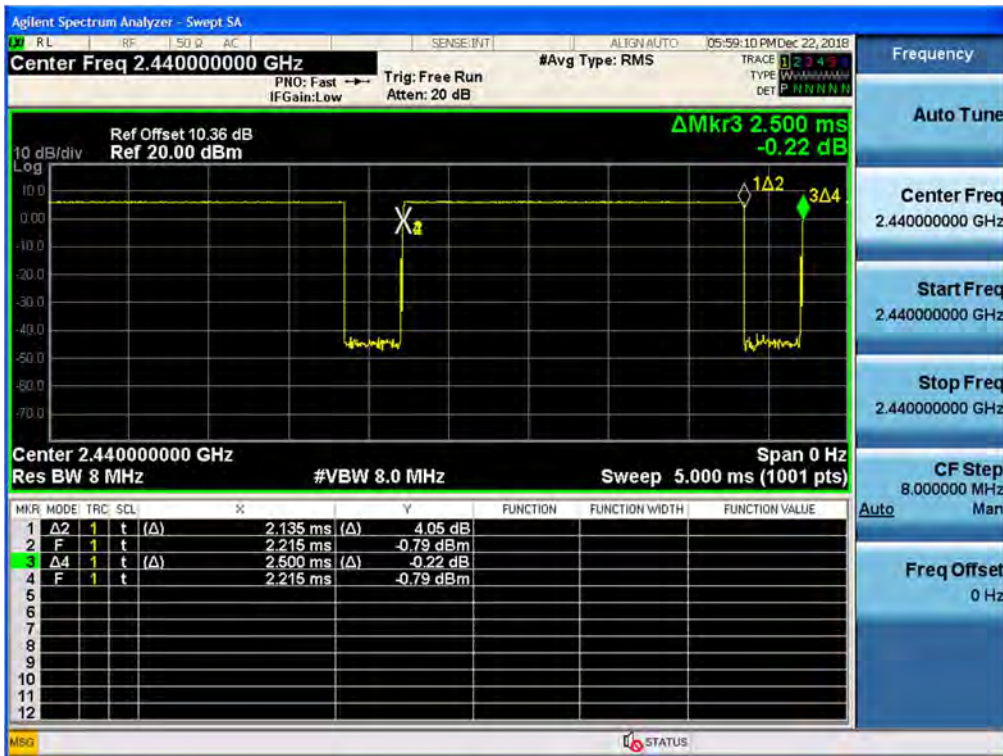 Agilent Spectrum Analyzer - Swept SA
LXI RL RF 50 Ω AC SENSE:INT ALIGN AUTO 05:59:10 PM Dec 22, 2018
Center Freq 2.440000000 GHz #Avg Type: RMS TRACE 1 2 3 4 5
PNO: Fast Trig: Free Run TYPE W
IFGain:Low Atten: 20 dB DET P N N N N N
Frequency
Auto Tune
Ref Offset 10.36 dB ΔMkr3 2.500 ms
10 dB/div Ref 20.00 dBm -0.22 dB
Log
10.0
0.00
-10.0
-20.0
-30.0
-40.0
-50.0
-60.0
-70.0
1Δ2
3Δ4
Center 2.440000000 GHz Span 0 Hz
Res BW 8 MHz #VBW 8.0 MHz Sweep 5.000 ms (1001 pts)
MKR MODE TRC SCL X Y FUNCTION FUNCTION WIDTH FUNCTION VALUE
1 Δ2 1 t (Δ) 2.135 ms (Δ) 4.05 dB
2 F 1 t 2.215 ms -0.79 dBm
3 Δ4 1 t (Δ) 2.500 ms (Δ) -0.22 dB
4 F 1 t 2.215 ms -0.79 dBm
5
6
7
8
9
10
11
12
Center Freq
2.440000000 GHz
Start Freq
2.440000000 GHz
Stop Freq
2.440000000 GHz
CF Step
8.000000 MHz
Auto Man
Freq Offset
0 Hz
MSG STATUS